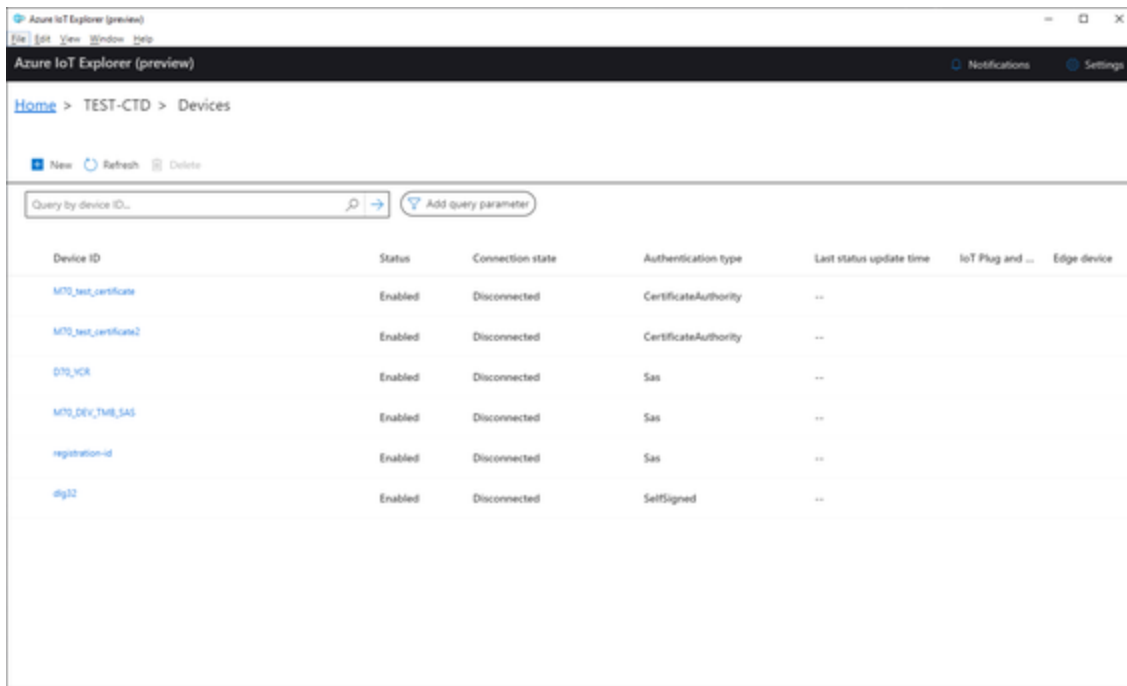 Azure IoT Explorer (preview)
File Edit View Window Help
Azure IoT Explorer (preview) Notifications Settings
Home > TEST-CTD > Devices
New Refresh Delete
Query by device ID... Add query parameter
Device ID Status Connection state Authentication type Last status update time IoT Plug and ... Edge device
M70_test_certificate Enabled Disconnected CertificateAuthority --
M70_test_certificate2 Enabled Disconnected CertificateAuthority --
D70_VCR Enabled Disconnected Sas --
M70_DEV_TMB_SAS Enabled Disconnected Sas --
registration-id Enabled Disconnected Sas --
dlg32 Enabled Disconnected SelfSigned --